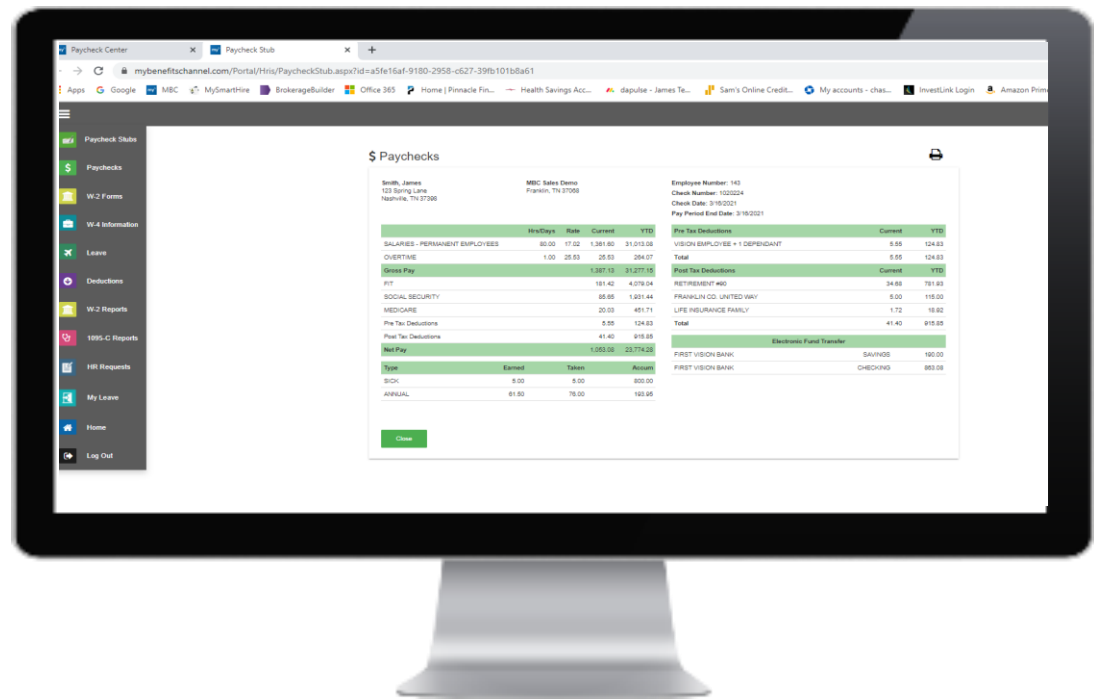 Paycheck Center × Paycheck Stub × +
mybenefitschannel.com/Portal/Hris/PaycheckStub.aspx?id=a5fe16af-9180-2958-c627-39fb101b8a61
Apps Google MBC MySmartHire BrokerageBuilder Office 365 Home | Pinnacle Fin... Health Savings Acc... dapulse - James Te... Sam's Online Credit... My accounts - chas... InvestLink Login Amazon Prim
Paycheck Stubs
Paychecks
W-2 Forms
W-4 Information
Leave
Deductions
W-2 Reports
1095-C Reports
HR Requests
My Leave
Home
Log Out
$ Paychecks
Smith, James
123 Spring Lane
Nashville, TN 37398
MBC Sales Demo
Franklin, TN 37068
Employee Number: 143
Check Number: 1020224
Check Date: 3/16/2021
Pay Period End Date: 3/16/2021
Hrs/Days Rate Current YTD
SALARIES - PERMANENT EMPLOYEES 80.00 17.02 1,361.60 31,013.08
OVERTIME 1.00 25.53 25.53 264.07
Gross Pay 1,387.13 31,277.15
FIT 181.42 4,079.04
SOCIAL SECURITY 85.65 1,931.44
MEDICARE 20.03 451.71
Pre Tax Deductions 5.55 124.83
Post Tax Deductions 41.40 915.85
Net Pay 1,053.08 23,774.28
Type Earned Taken Accum
SICK 5.00 5.00 800.00
ANNUAL 61.50 76.00 193.95
Close
Pre Tax Deductions Current YTD
VISION EMPLOYEE + 1 DEPENDANT 5.55 124.83
Total 5.55 124.83
Post Tax Deductions Current YTD
RETIREMENT #90 34.68 781.93
FRANKLIN CO. UNITED WAY 5.00 115.00
LIFE INSURANCE FAMILY 1.72 18.92
Total 41.40 915.85
Electronic Fund Transfer
FIRST VISION BANK SAVINGS 190.00
FIRST VISION BANK CHECKING 863.08